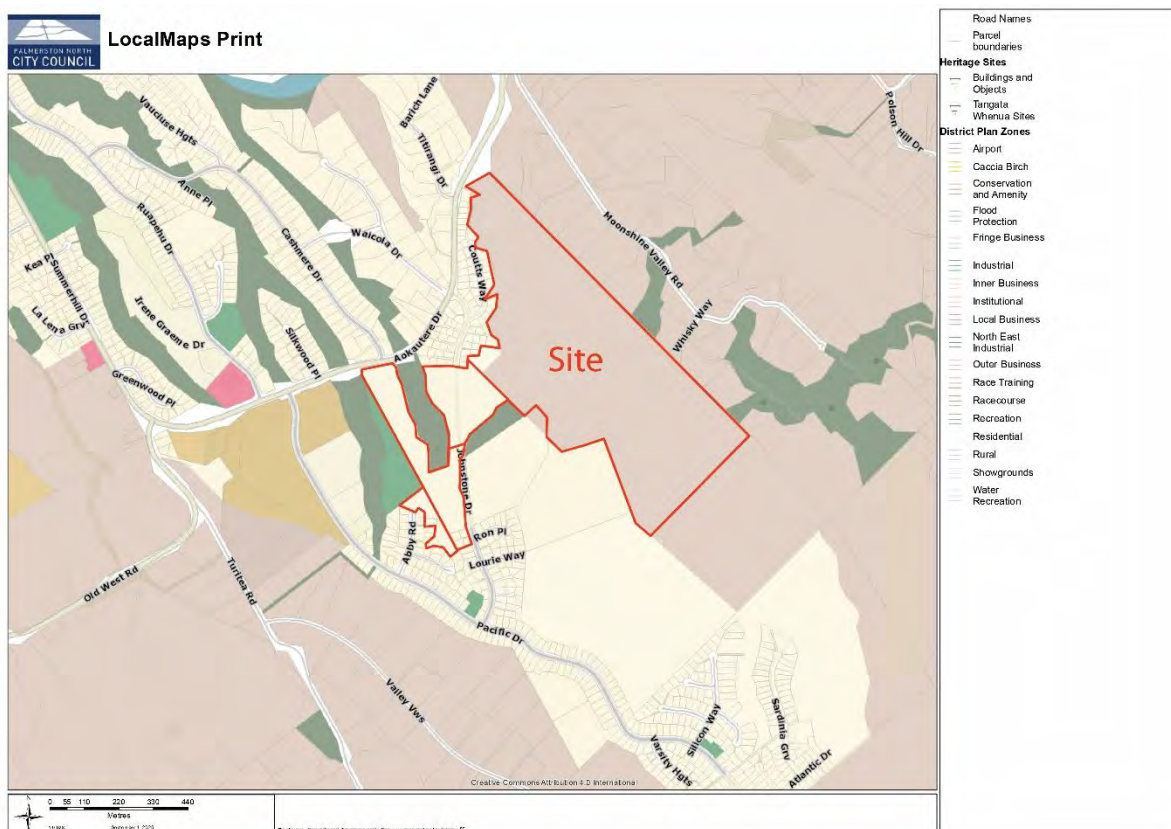 PALMERSTON NORTH
CITY COUNCIL
LocalMaps Print
Road Names
Parcel
boundaries
Heritage Sites
Buildings and
Objects
Tangata
Whenua Sites
District Plan Zones
Airport
Caccia Birch
Conservation
and Amenity
Flood
Protection
Fringe Business
Industrial
Inner Business
Institutional
Local Business
North East
Industrial
Outer Business
Race Training
Racecourse
Recreation
Residential
Rural
Showgrounds
Water
Recreation
Vaucluse Hgts
Barich Lane
Titirangi Dr
Polson Hill Dr
Anne Pl
Ruapehu Dr
Cashmere Dr
Waicola Dr
Moonshine Valley Rd
Kea Pl
Summerhill Dr
Coutts Way
La Lena Grv
Irene Graeme Dr
Silkwood Pl
Aokautere Dr
Whisky Way
Site
Greenwood Pl
Johnstone Dr
Abby Rd
Ron Pl
Lourie Way
Old West Rd
Turitea Rd
Pacific Dr
Valley Vws
Silicon Way
Sardinia Grv
Varsity Hgts
Atlantic Dr
Creative Commons Attribution 4.0 International
0 55 110 220 330 440
Metres